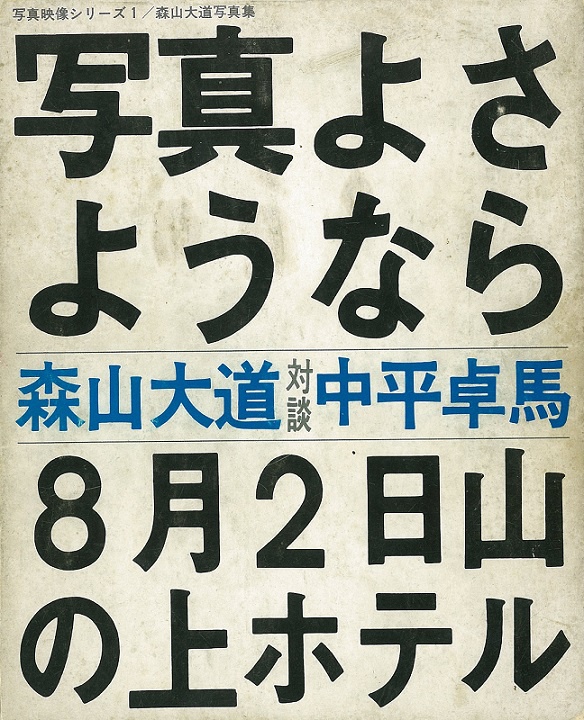 写真映像シリーズ1／森山大道写真集
写真よさ
ようなら
森山大道 対談 中平卓馬
8月2日山
の上ホテル